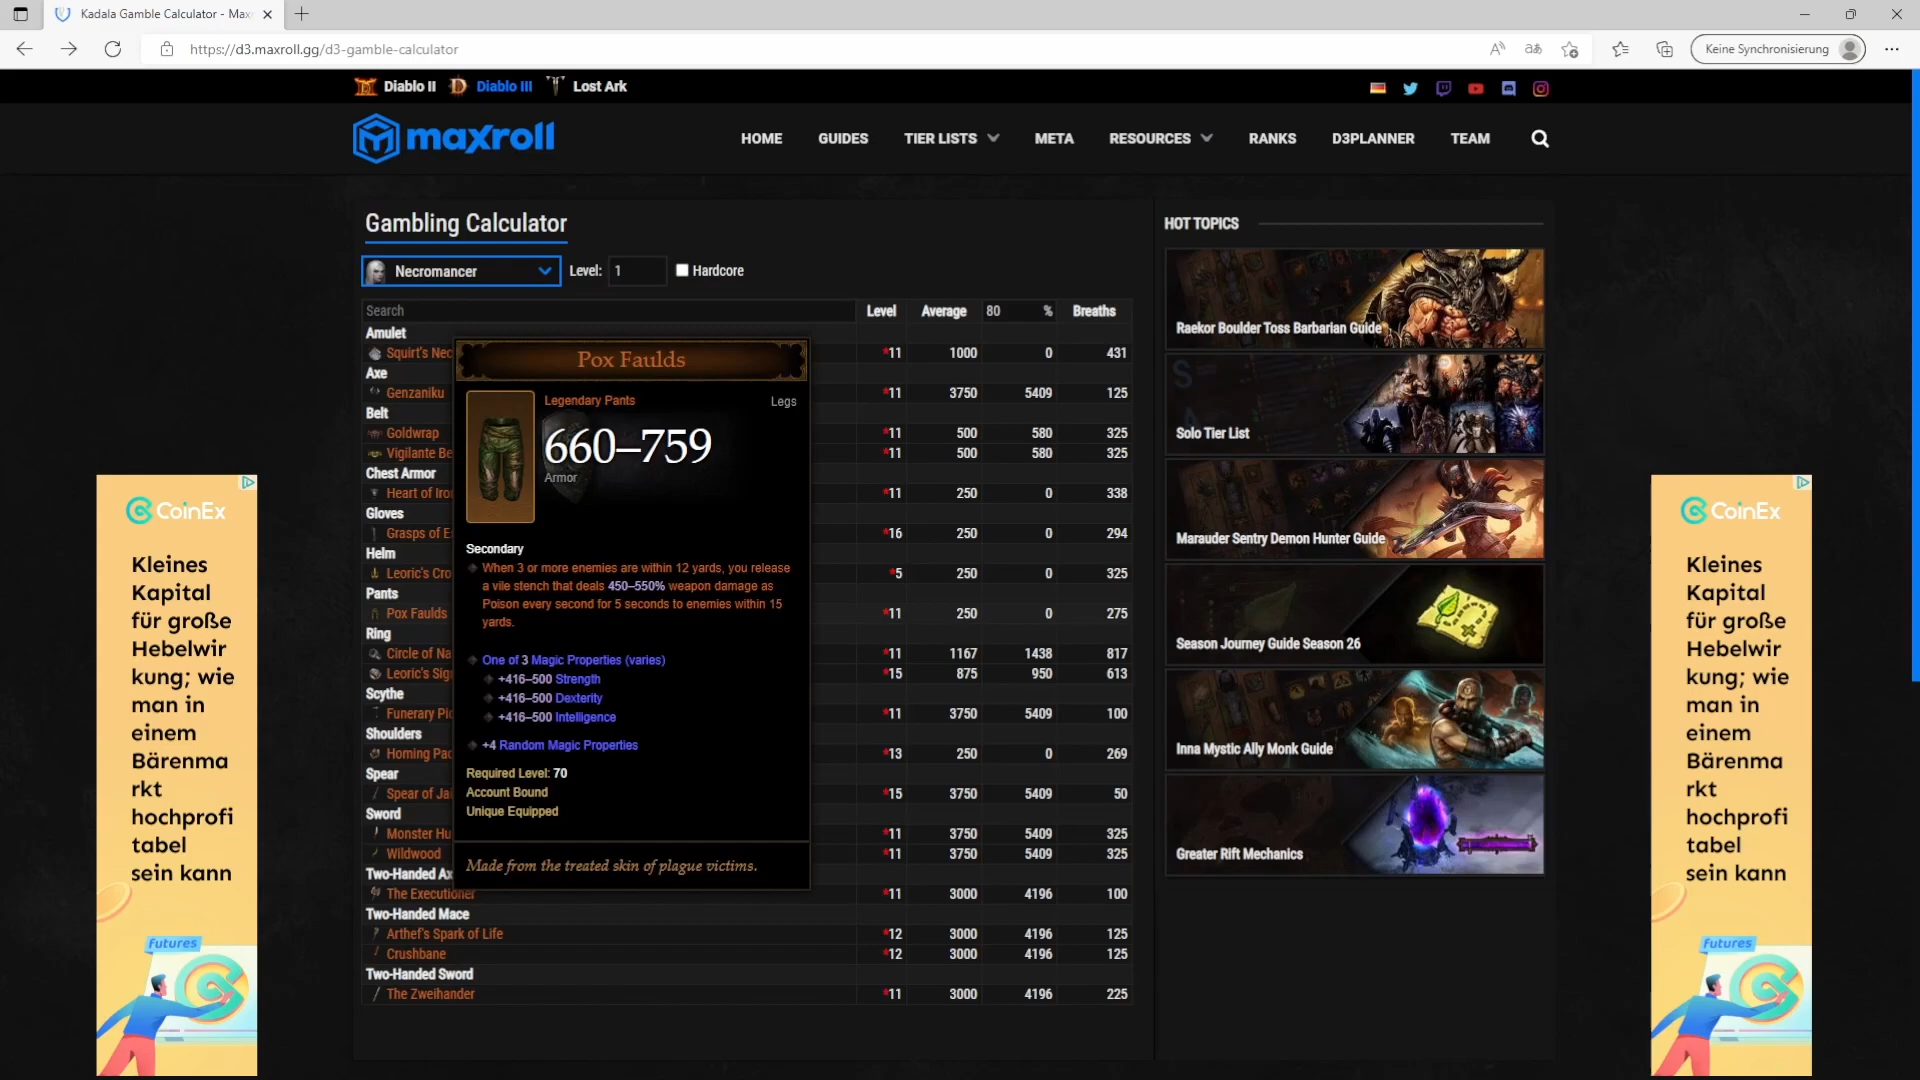 Kadala Gamble Calculator - Max
https://d3.maxroll.gg/d3-gamble-calculator
Keine Synchronisierung
Diablo II
Diablo III
Lost Ark
maxroll
HOME
GUIDES
TIER LISTS
META
RESOURCES
RANKS
D3PLANNER
TEAM
Gambling Calculator
Necromancer
Level: 1
Hardcore
Search Level Average 80 % Breaths
Amulet
Squirt's Nec *11 1000 0 431
Axe
Genzaniku *11 3750 5409 125
Belt
Goldwrap *11 500 580 325
Vigilante Be *11 500 580 325
Chest Armor
Heart of Iro *11 250 0 338
Gloves
Grasps of E *16 250 0 294
Helm
Leoric's Cro *5 250 0 325
Pants
Pox Faulds *11 250 0 275
Ring
Circle of Na *11 1167 1438 817
Leoric's Sig *15 875 950 613
Scythe
Funerary Pi *11 3750 5409 100
Shoulders
Homing Pad *13 250 0 269
Spear
Spear of Jai *15 3750 5409 50
Sword
Monster Hu *11 3750 5409 325
Wildwood *11 3750 5409 325
Two-Handed Ax
The Executioner *11 3000 4196 100
Two-Handed Mace
Arthef's Spark of Life *12 3000 4196 125
Crushbane *12 3000 4196 125
Two-Handed Sword
The Zweihander *11 3000 4196 225
Pox Faulds
Legendary Pants Legs
660–759
Armor
Secondary
When 3 or more enemies are within 12 yards, you release
a vile stench that deals 450–550% weapon damage as
Poison every second for 5 seconds to enemies within 15
yards.
One of 3 Magic Properties (varies)
+416–500 Strength
+416–500 Dexterity
+416–500 Intelligence
+4 Random Magic Properties
Required Level: 70
Account Bound
Unique Equipped
Made from the treated skin of plague victims.
HOT TOPICS
Raekor Boulder Toss Barbarian Guide
Solo Tier List
Marauder Sentry Demon Hunter Guide
Season Journey Guide Season 26
Inna Mystic Ally Monk Guide
Greater Rift Mechanics
CoinEx
Kleines
Kapital
für große
Hebelwir
kung; wie
man in
einem
Bärenma
rkt
hochprofi
tabel
sein kann
Futures
CoinEx
Kleines
Kapital
für große
Hebelwir
kung; wie
man in
einem
Bärenma
rkt
hochprofi
tabel
sein kann
Futures